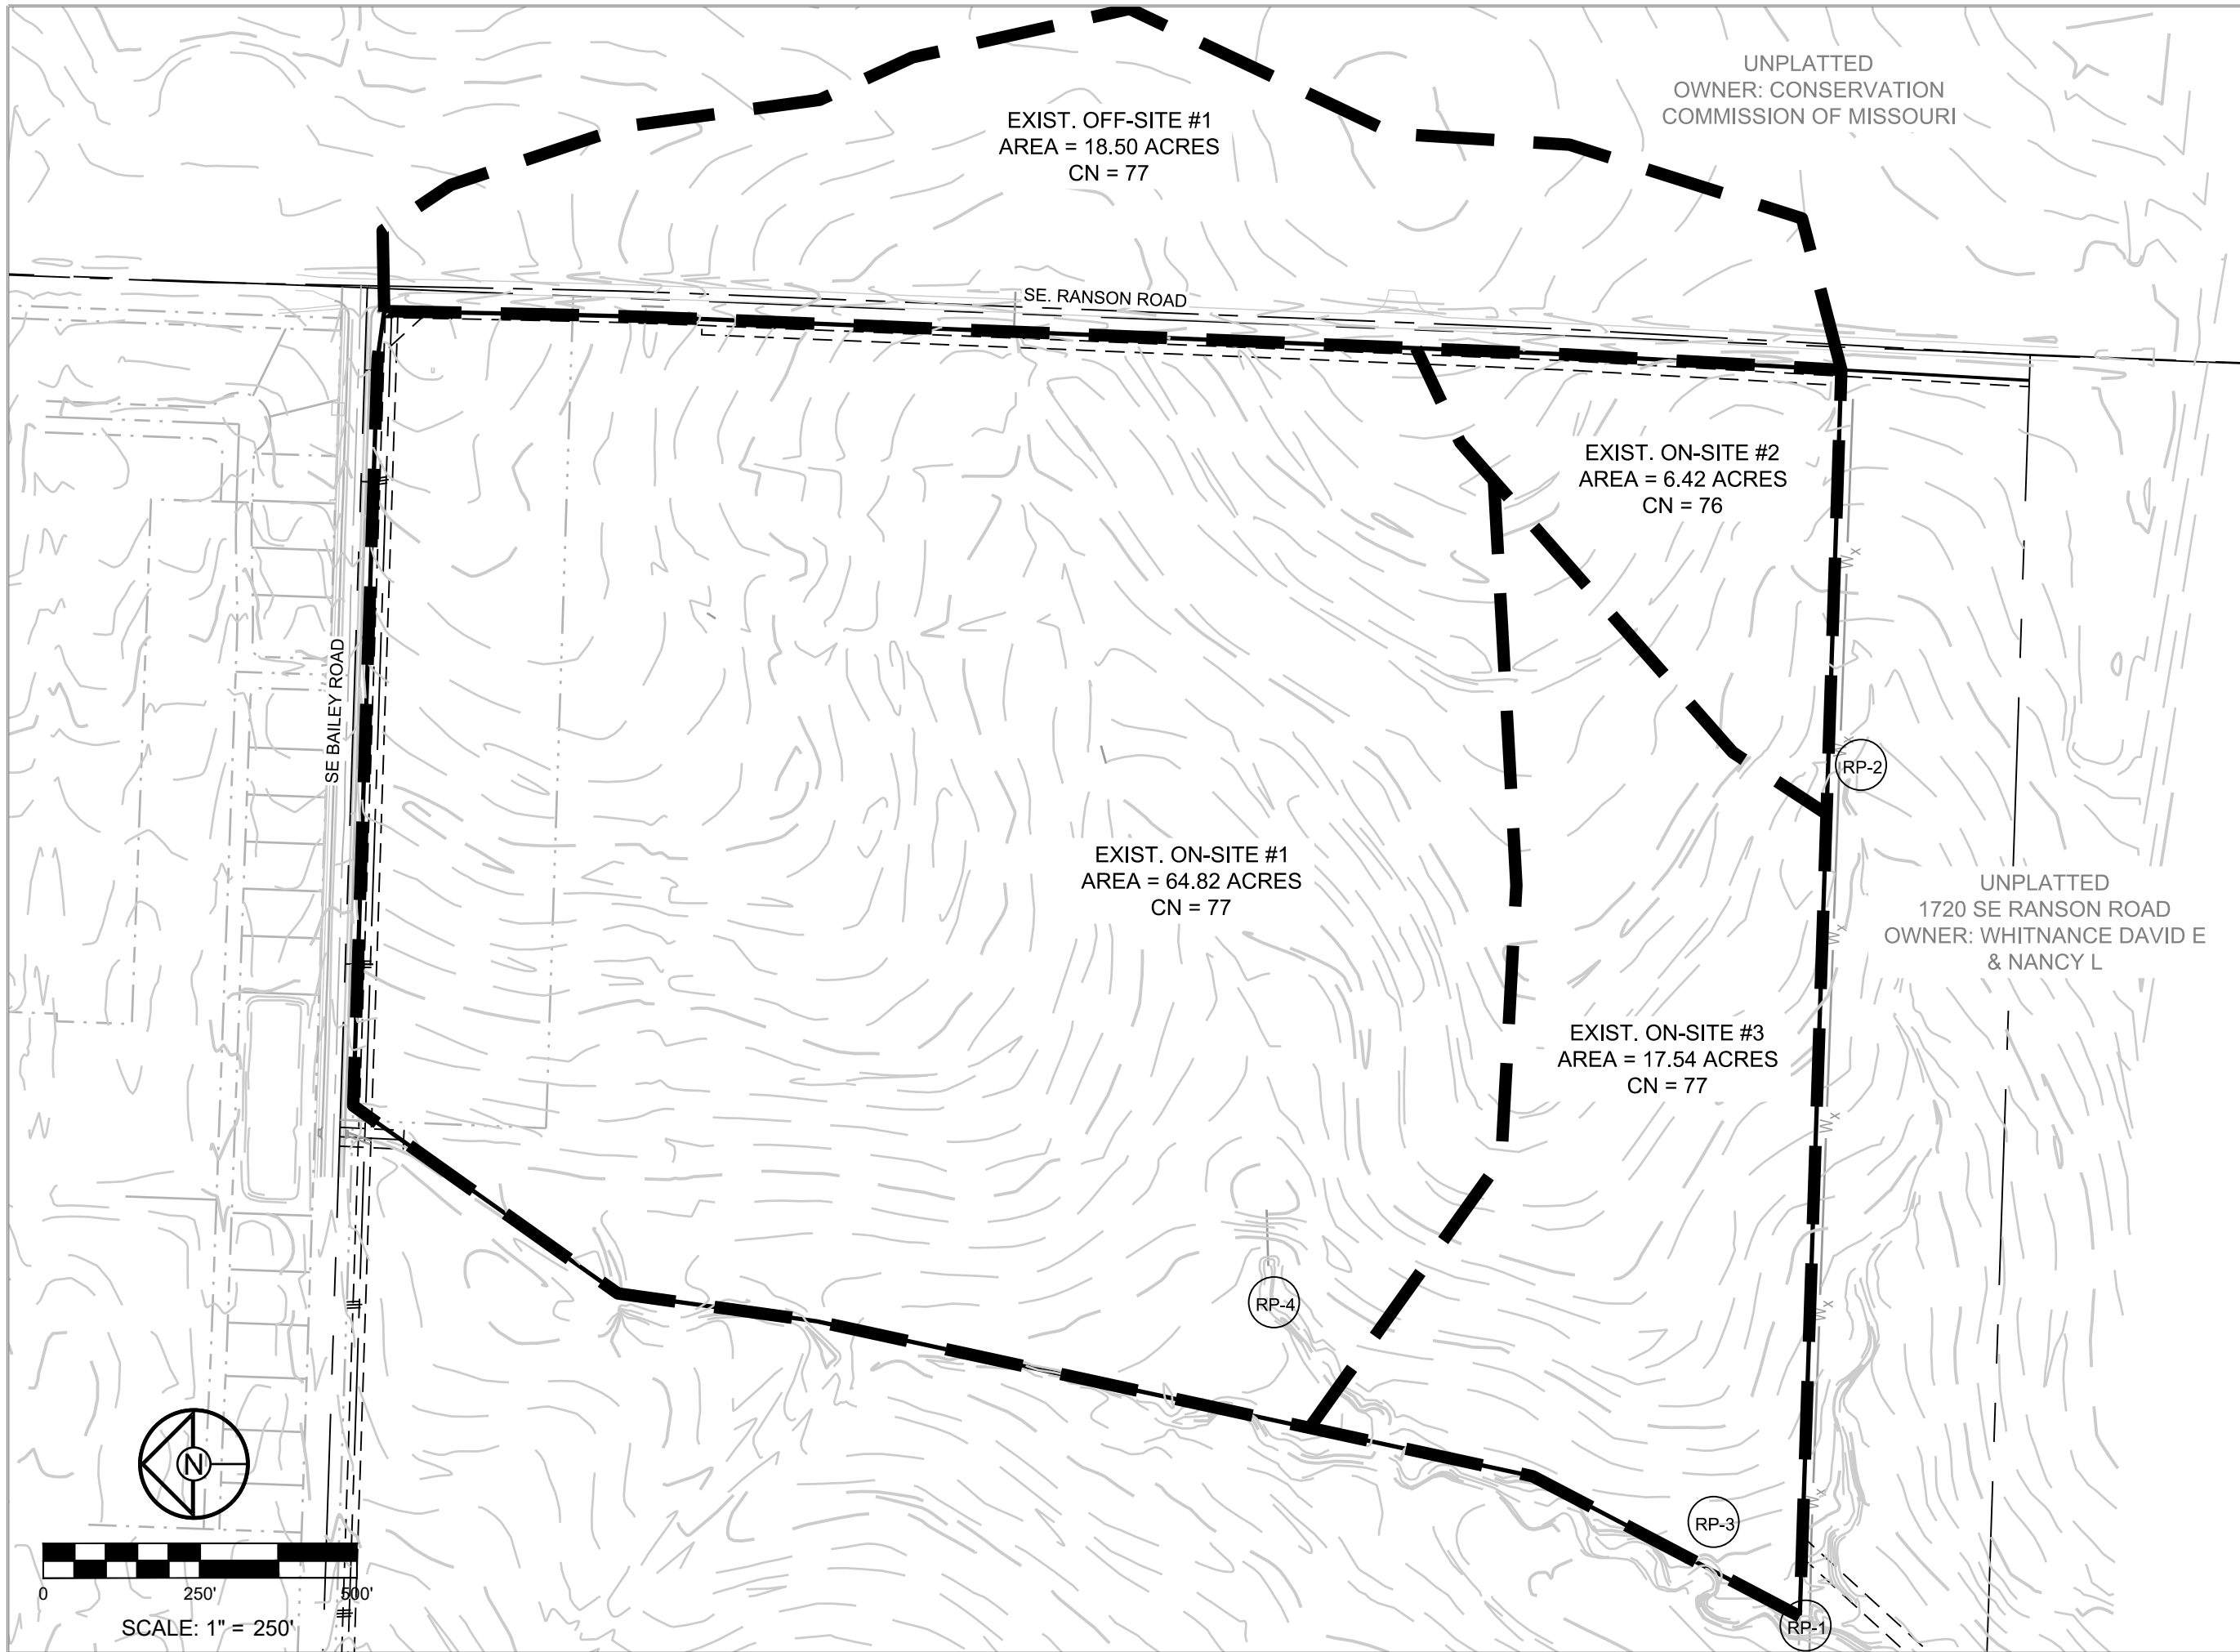 UNPLATTED
OWNER: CONSERVATION
COMMISSION OF MISSOURI
EXIST. OFF-SITE #1
AREA = 18.50 ACRES
CN = 77
SE. RANSON ROAD
EXIST. ON-SITE #2
AREA = 6.42 ACRES
CN = 76
SE BAILEY ROAD
W
x
W
x
RP-2
EXIST. ON-SITE #1
AREA = 64.82 ACRES
CN = 77
UNPLATTED
1720 SE RANSON ROAD
OWNER: WHITNANCE DAVID E
& NANCY L
W
x
EXIST. ON-SITE #3
AREA = 17.54 ACRES
CN = 77
W
x
RP-4
W
x
N
W
x
RP-3
0 250' 500'
SCALE: 1" = 250'
RP-1